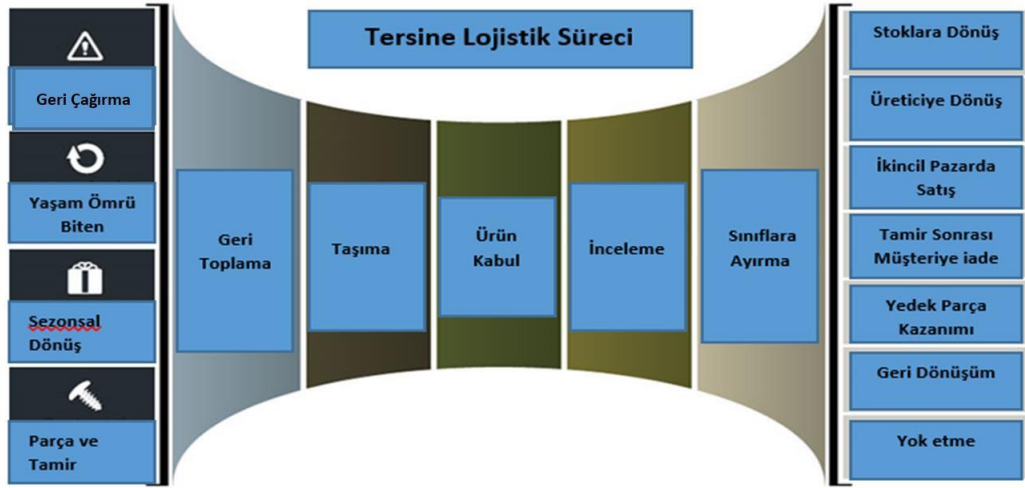 Tersine Lojistik Süreci
Geri Çağırma
Yaşam Ömrü
Biten
Sezonsal
Dönüş
Parça ve
Tamir
Geri
Toplama
Taşıma
Ürün
Kabul
İnceleme
Sınıflara
Ayırma
Stoklara Dönüş
Üreticiye Dönüş
İkincil Pazarda
Satış
Tamir Sonrası
Müşteriye iade
Yedek Parça
Kazanımı
Geri Dönüşüm
Yok etme